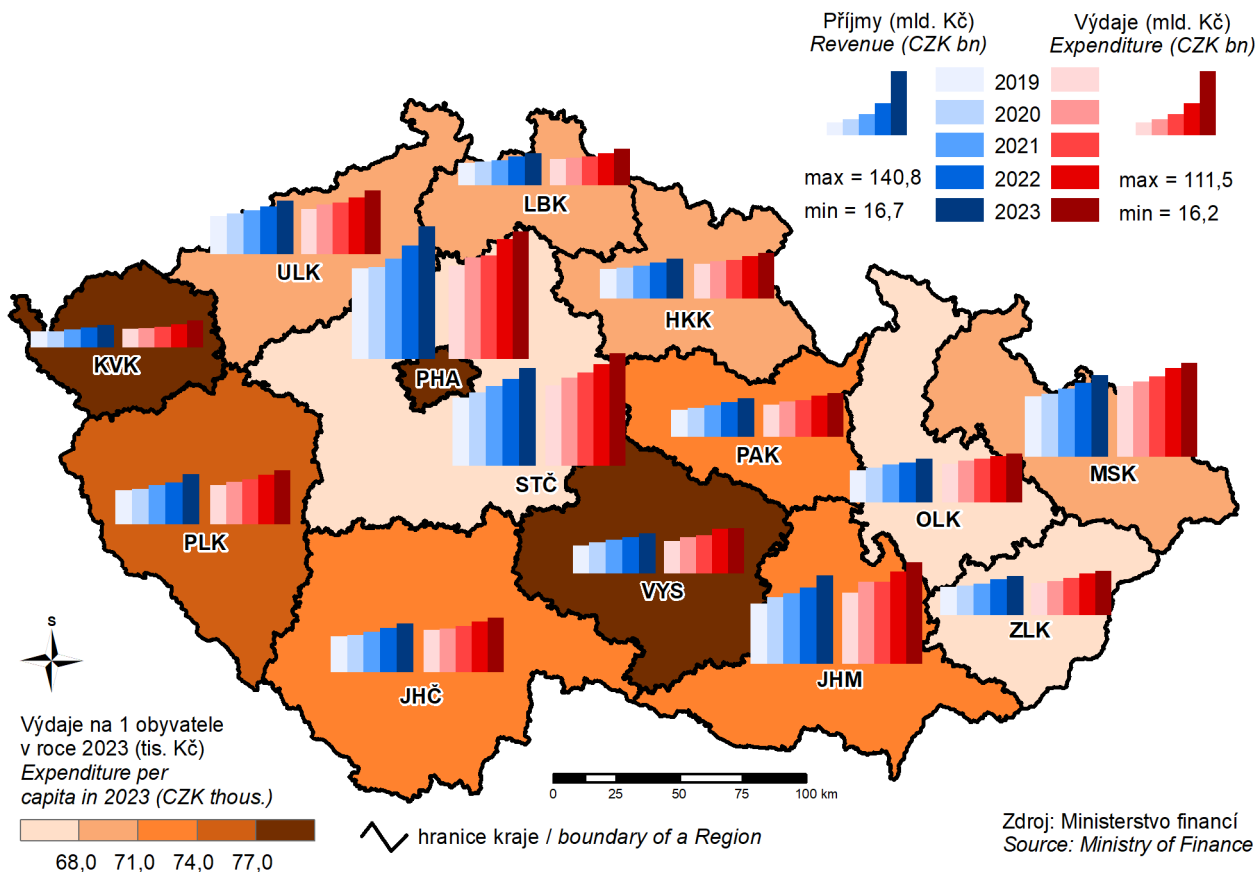 Příjmy (mld. Kč)
Revenue (CZK bn)
Výdaje (mld. Kč)
Expenditure (CZK bn)
2019
2020
2021
2022
2023
max = 140,8
min = 16,7
max = 111,5
min = 16,2
LBK
ULK
HKK
KVK
PHA
PAK
STČ
MSK
OLK
PLK
VYS
ZLK
JHM
JHČ
S
Výdaje na 1 obyvatele
v roce 2023 (tis. Kč)
Expenditure per
capita in 2023 (CZK thous.)
68,0 71,0 74,0 77,0
0 25 50 75 100 km
hranice kraje / boundary of a Region
Zdroj: Ministerstvo financí
Source: Ministry of Finance